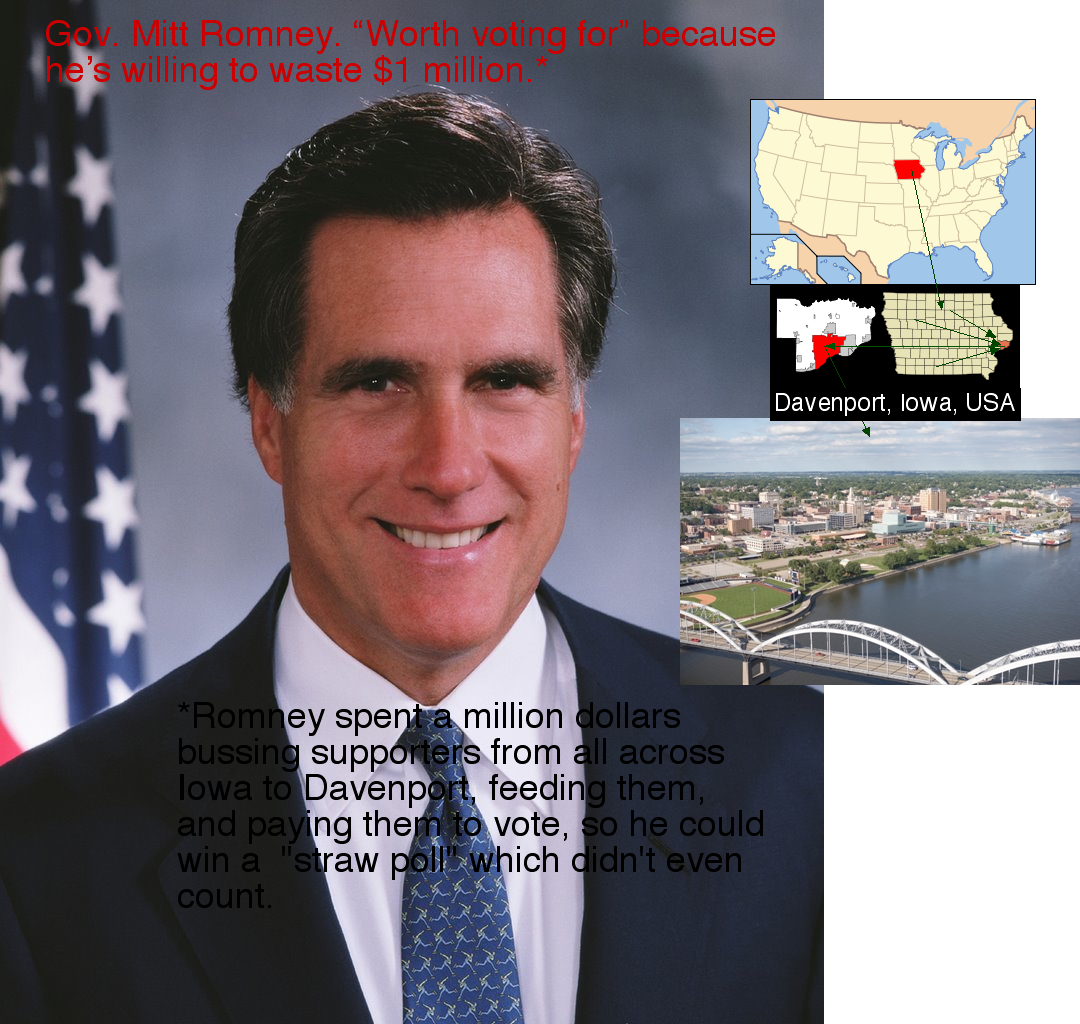 Gov. Mitt Romney. “Worth voting for” because
he’s willing to waste $1 million.*
Davenport, Iowa, USA
*Romney spent a million dollars
bussing supporters from all across
Iowa to Davenport, feeding them,
and paying them to vote, so he could
win a  "straw poll" which didn't even
count.